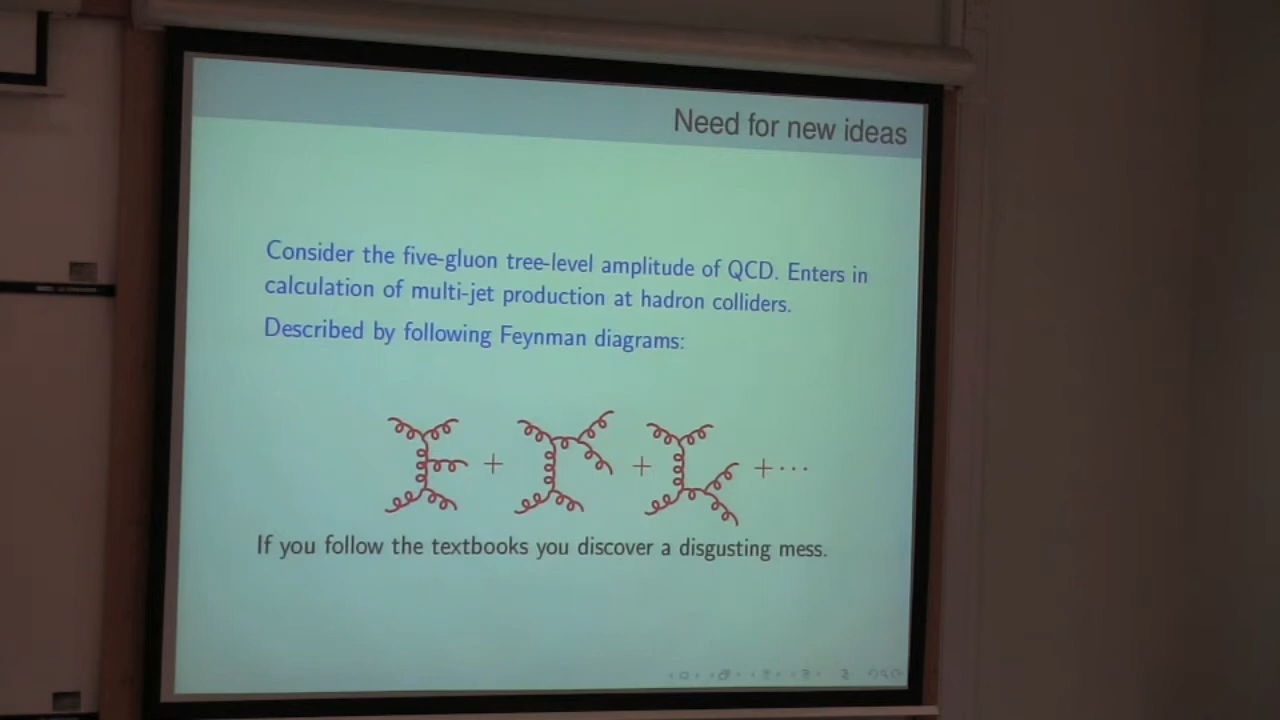 Need for new ideas
Consider the five-gluon tree-level amplitude of QCD. Enters in
calculation of multi-jet production at hadron colliders.
Described by following Feynman diagrams:
+ + +···
If you follow the textbooks you discover a disgusting mess.